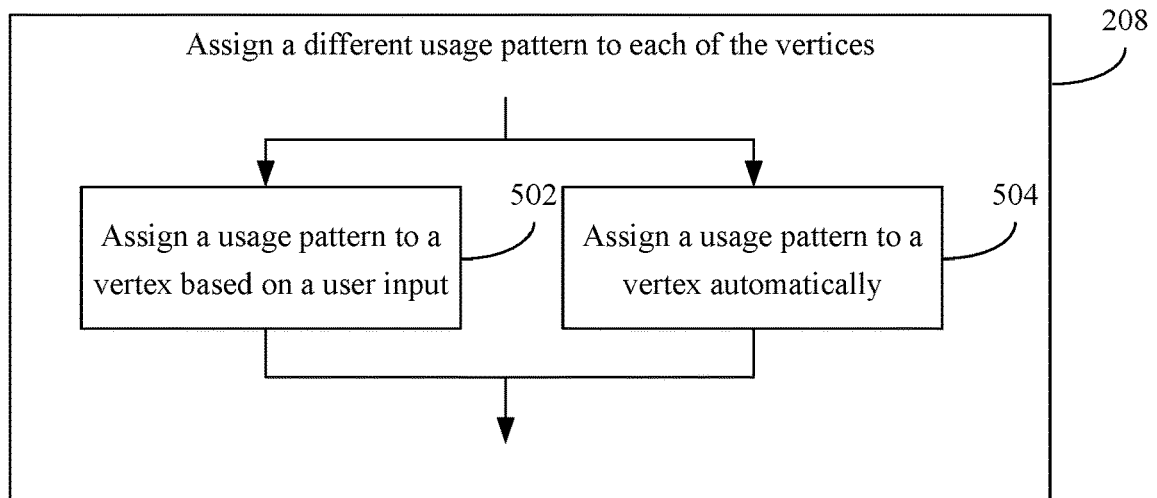 Assign a different usage pattern to each of the vertices
208
502
504
Assign a usage pattern to a
vertex based on a user input
Assign a usage pattern to a
vertex automatically